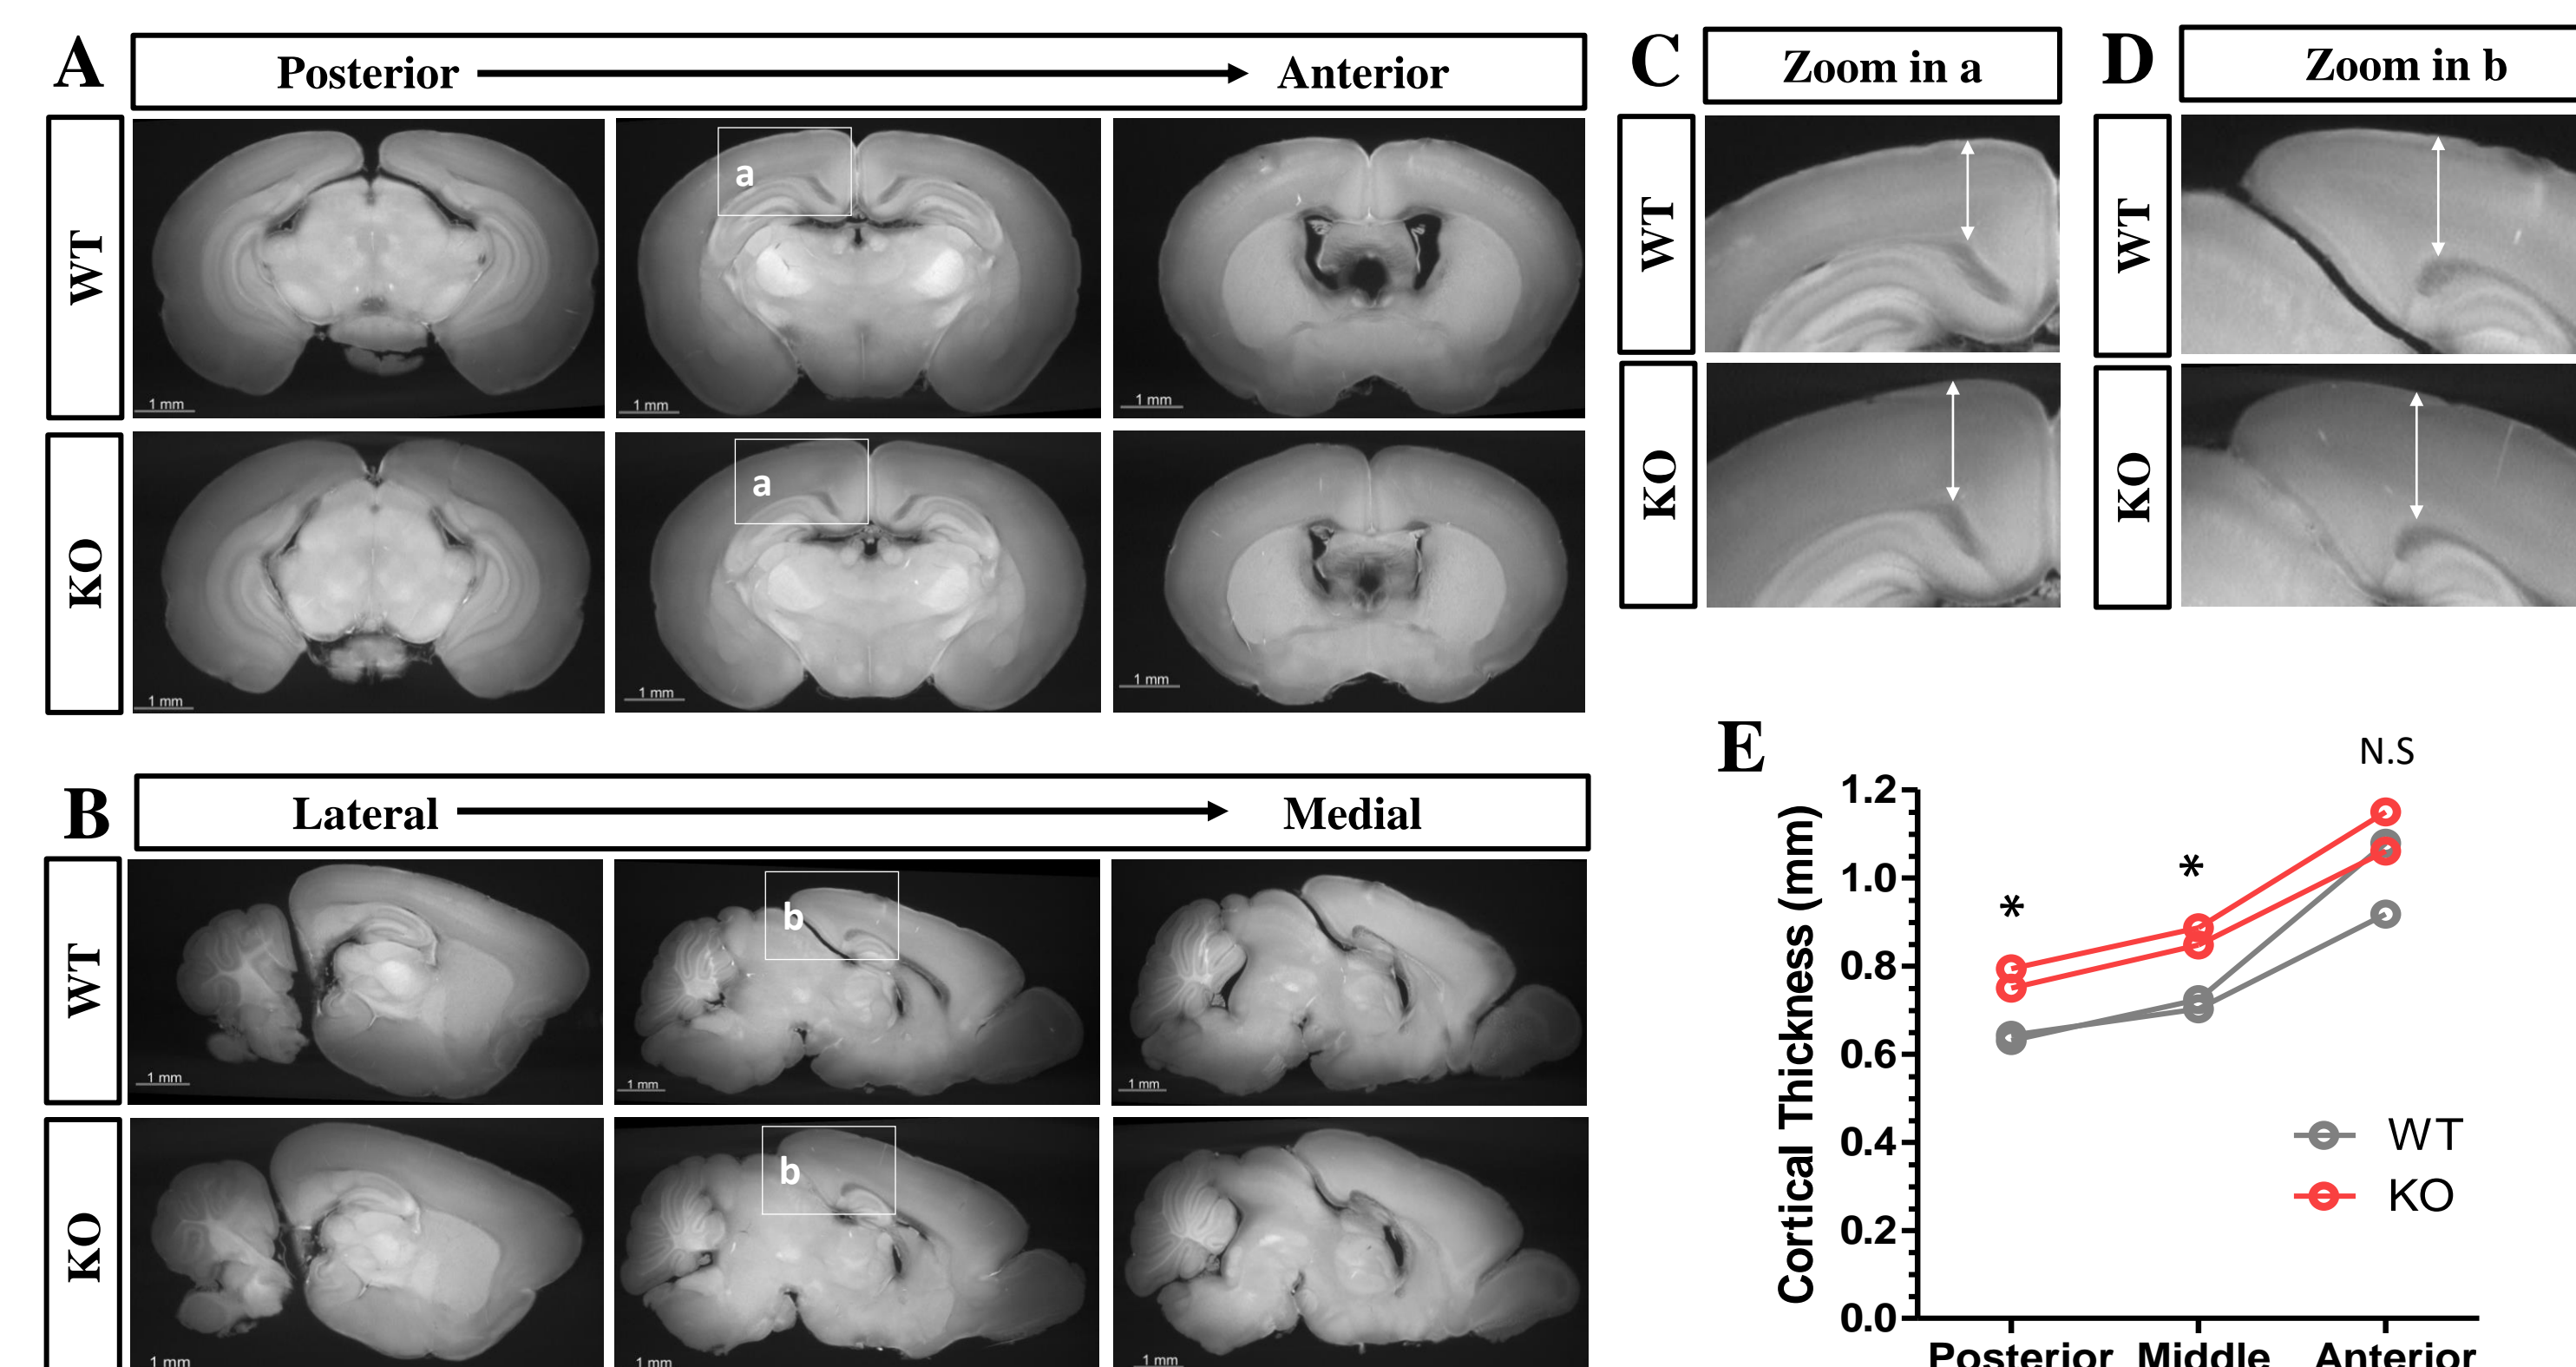 A
Posterior
Anterior
WT
a
1 mm
1 mm
1 mm
KO
a
1 mm
1 mm
1 mm
B
Lateral
Medial
WT
b
1 mm
1 mm
1 mm
KO
b
1 mm
1 mm
1 mm
C
Zoom in a
WT
KO
D
Zoom in b
WT
KO
E
N.S
*
*
Cortical Thickness (mm)
1.2
1.0
0.8
0.6
0.4
0.2
0.0
WT
KO
Posterior Middle Anterior